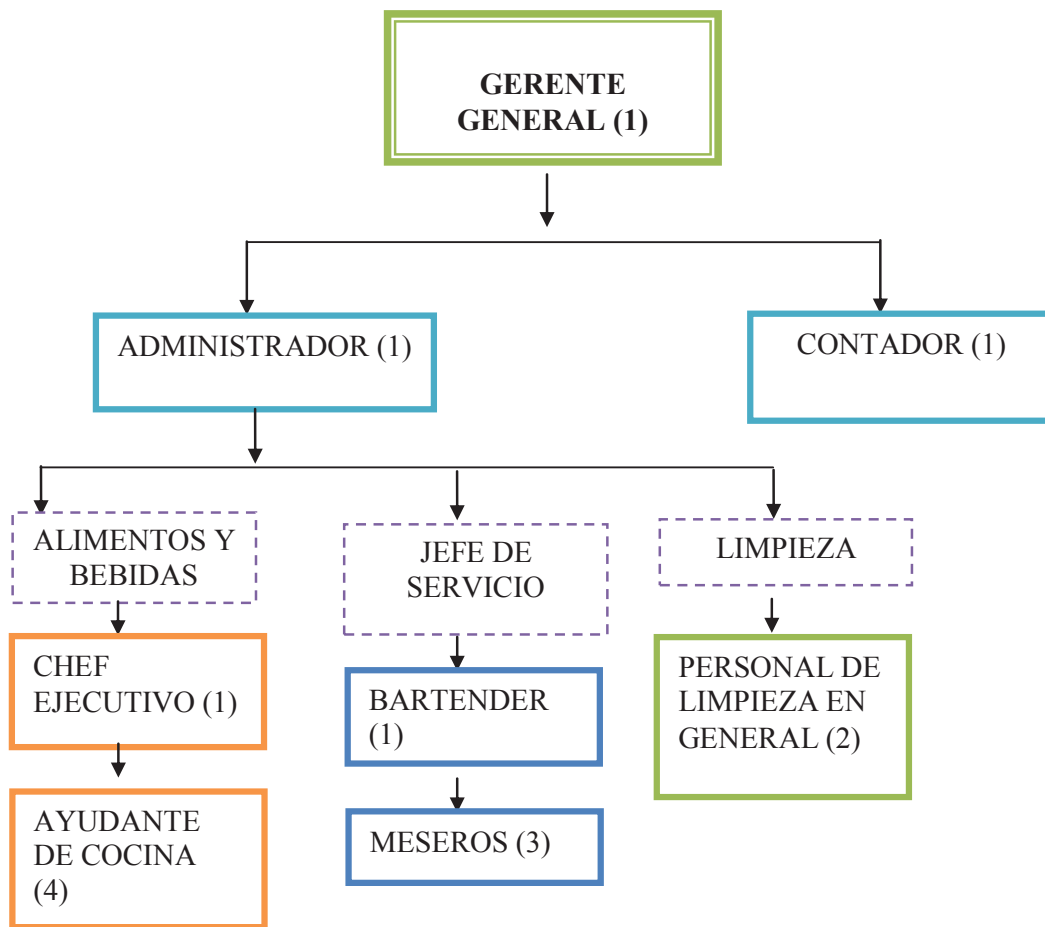 GERENTE
GENERAL (1)
ADMINISTRADOR (1)
CONTADOR (1)
ALIMENTOS Y
BEBIDAS
JEFE DE
SERVICIO
LIMPIEZA
CHEF
EJECUTIVO (1)
BARTENDER
(1)
PERSONAL DE
LIMPIEZA EN
GENERAL (2)
AYUDANTE
DE COCINA
(4)
MESEROS (3)